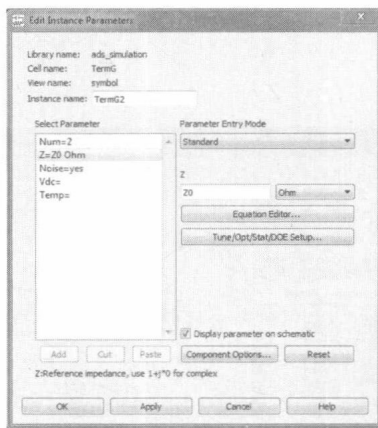 Edit Instance Parameters
Library name: ads_simulation
Cell name: TermG
View name: symbol
Instance name: TermG2
Select Parameter
Num=2
Z=Z0 Ohm
Noise=yes
Vdc=
Temp=
Add Cut Paste
Parameter Entry Mode
Standard
Z
Z0 Ohm
Equation Editor...
Tune/Opt/Stat/DOE Setup...
Display parameter on schematic
Component Options... Reset
Z:Reference impedance, use 1+j*0 for complex
OK Apply Cancel Help